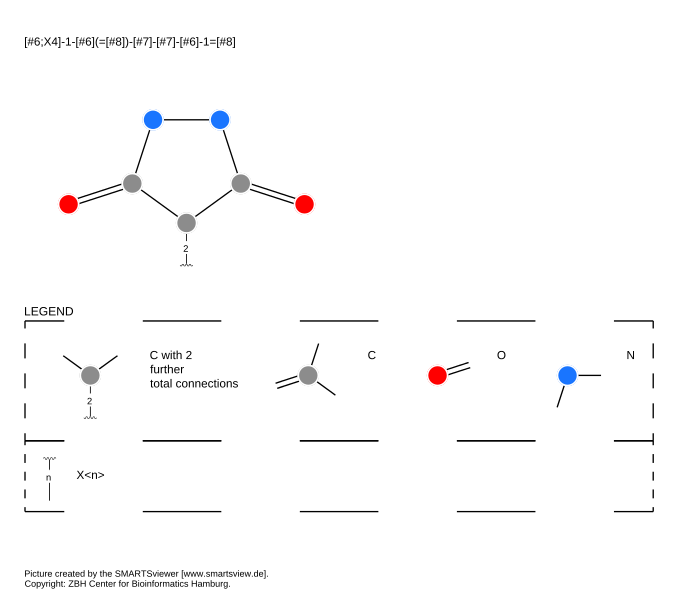 [#6;X4]-1-[#6](=[#8])-[#7]-[#7]-[#6]-1=[#8]
2
LEGEND
C with 2
further
total connections
C
O
N
2
n
X<n>
Picture created by the SMARTSviewer [www.smartsview.de].
Copyright: ZBH Center for Bioinformatics Hamburg.